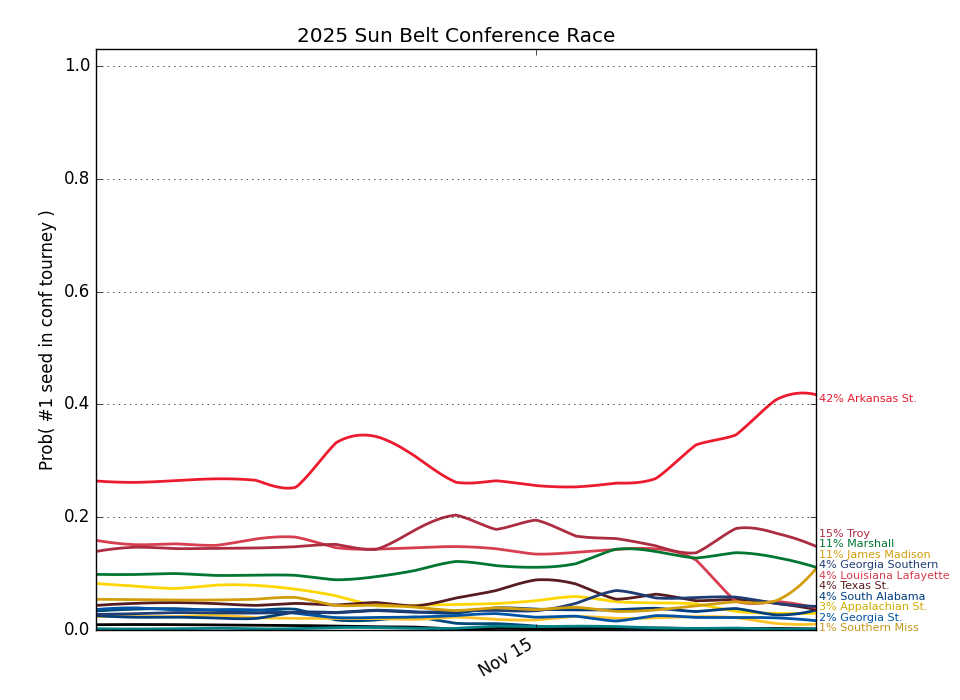 2025 Sun Belt Conference Race
Prob( #1 seed in conf tourney )
1.0
0.8
0.6
0.4
0.2
0.0
Nov 15
42% Arkansas St.
15% Troy
11% Marshall
11% James Madison
4% Georgia Southern
4% Louisiana Lafayette
4% Texas St.
4% South Alabama
3% Appalachian St.
2% Georgia St.
1% Southern Miss